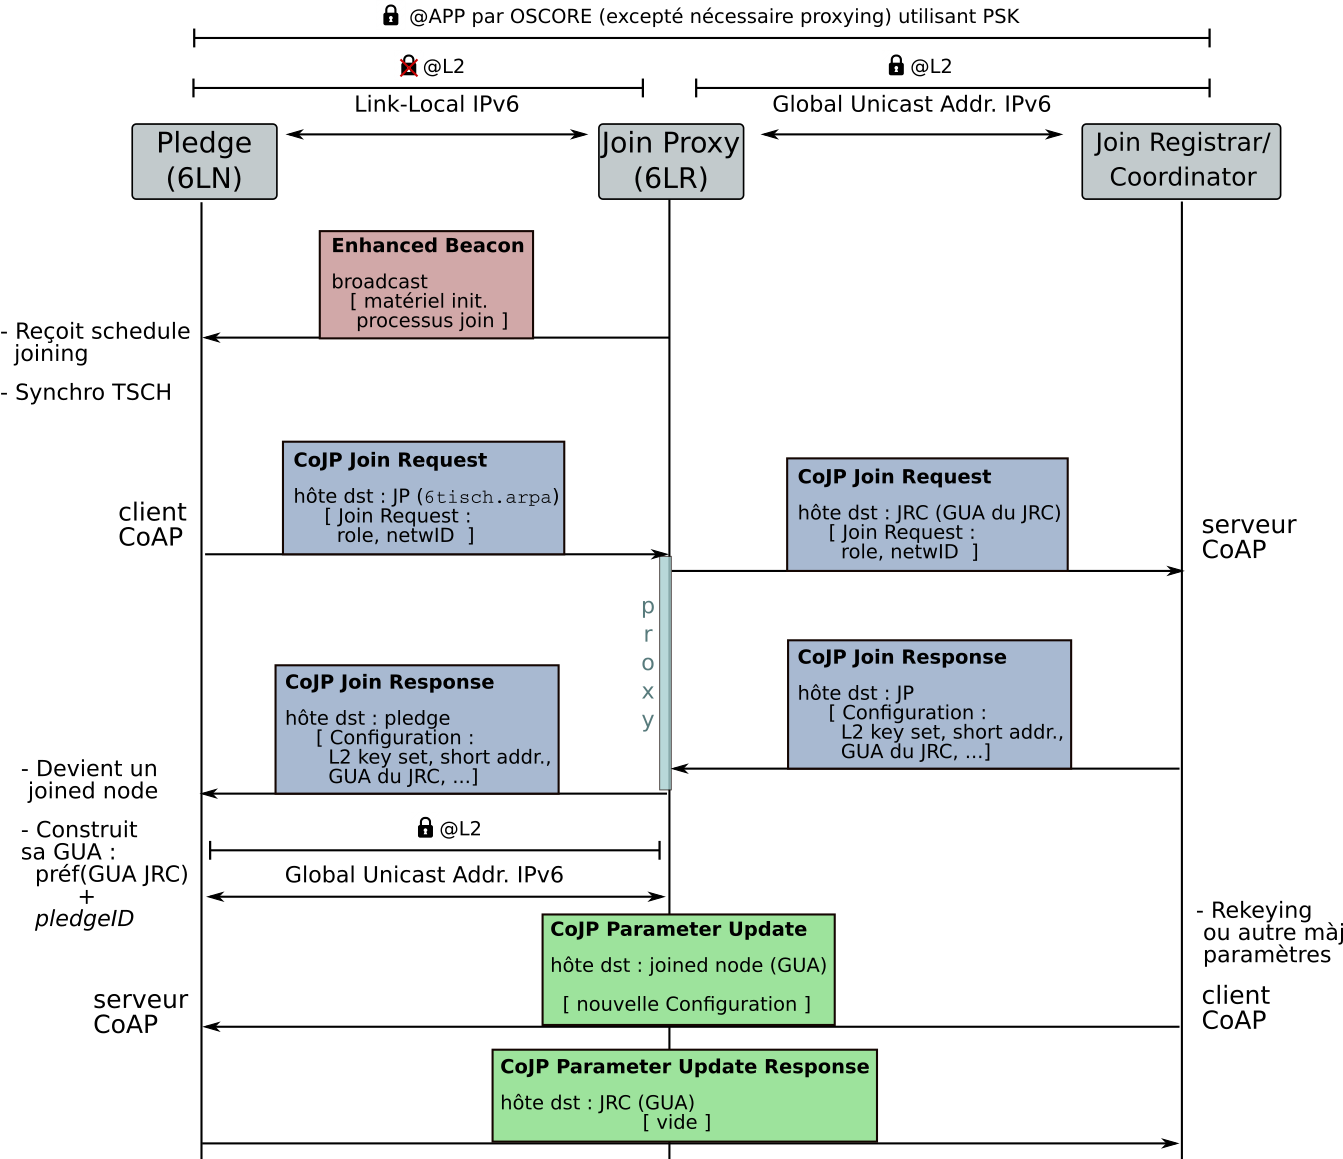 @APP par OSCORE (excepté nécessaire proxying) utilisant PSK
@L2
@L2
Link-Local IPv6
Global Unicast Addr. IPv6
Pledge
(6LN)
Join Proxy
(6LR)
Join Registrar/
Coordinator
Enhanced Beacon
broadcast
[ matériel init.
processus join ]
- Reçoit schedule
joining
- Synchro TSCH
CoJP Join Request
hôte dst : JP (6tisch.arpa)
[ Join Request :
role, netwID ]
client
CoAP
CoJP Join Request
hôte dst : JRC (GUA du JRC)
[ Join Request :
role, netwID ]
serveur
CoAP
p
r
o
x
y
CoJP Join Response
hôte dst : JP
[ Configuration :
L2 key set, short addr.,
GUA du JRC, ...]
CoJP Join Response
hôte dst : pledge
[ Configuration :
L2 key set, short addr.,
GUA du JRC, ...]
- Devient un
joined node
- Construit
sa GUA :
préf(GUA JRC)
+
pledgeID
@L2
Global Unicast Addr. IPv6
- Rekeying
ou autre màj
paramètres
client
CoAP
CoJP Parameter Update
hôte dst : joined node (GUA)
[ nouvelle Configuration ]
serveur
CoAP
CoJP Parameter Update Response
hôte dst : JRC (GUA)
[ vide ]